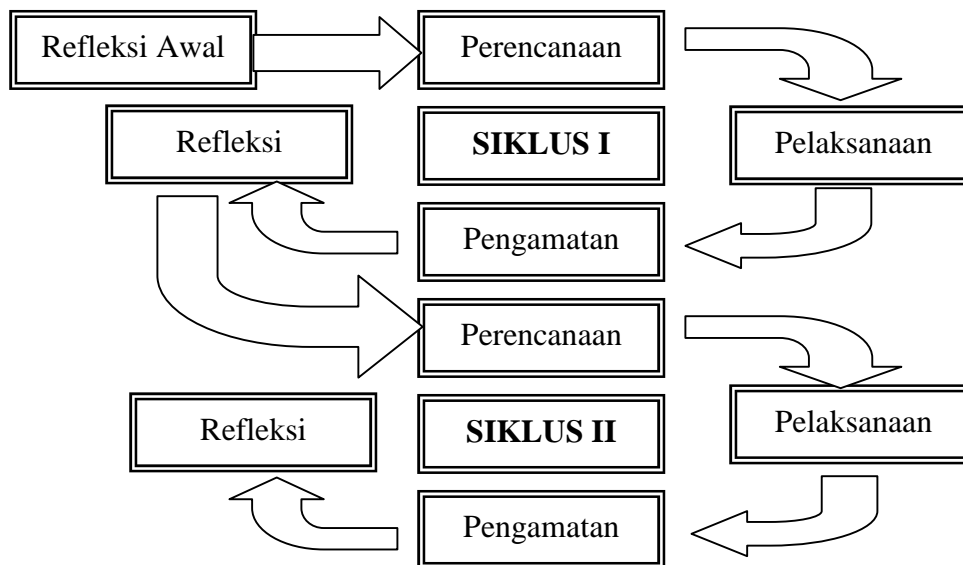 Refleksi Awal
Perencanaan
Refleksi
SIKLUS I
Pelaksanaan
Pengamatan
Perencanaan
Refleksi
SIKLUS II
Pelaksanaan
Pengamatan